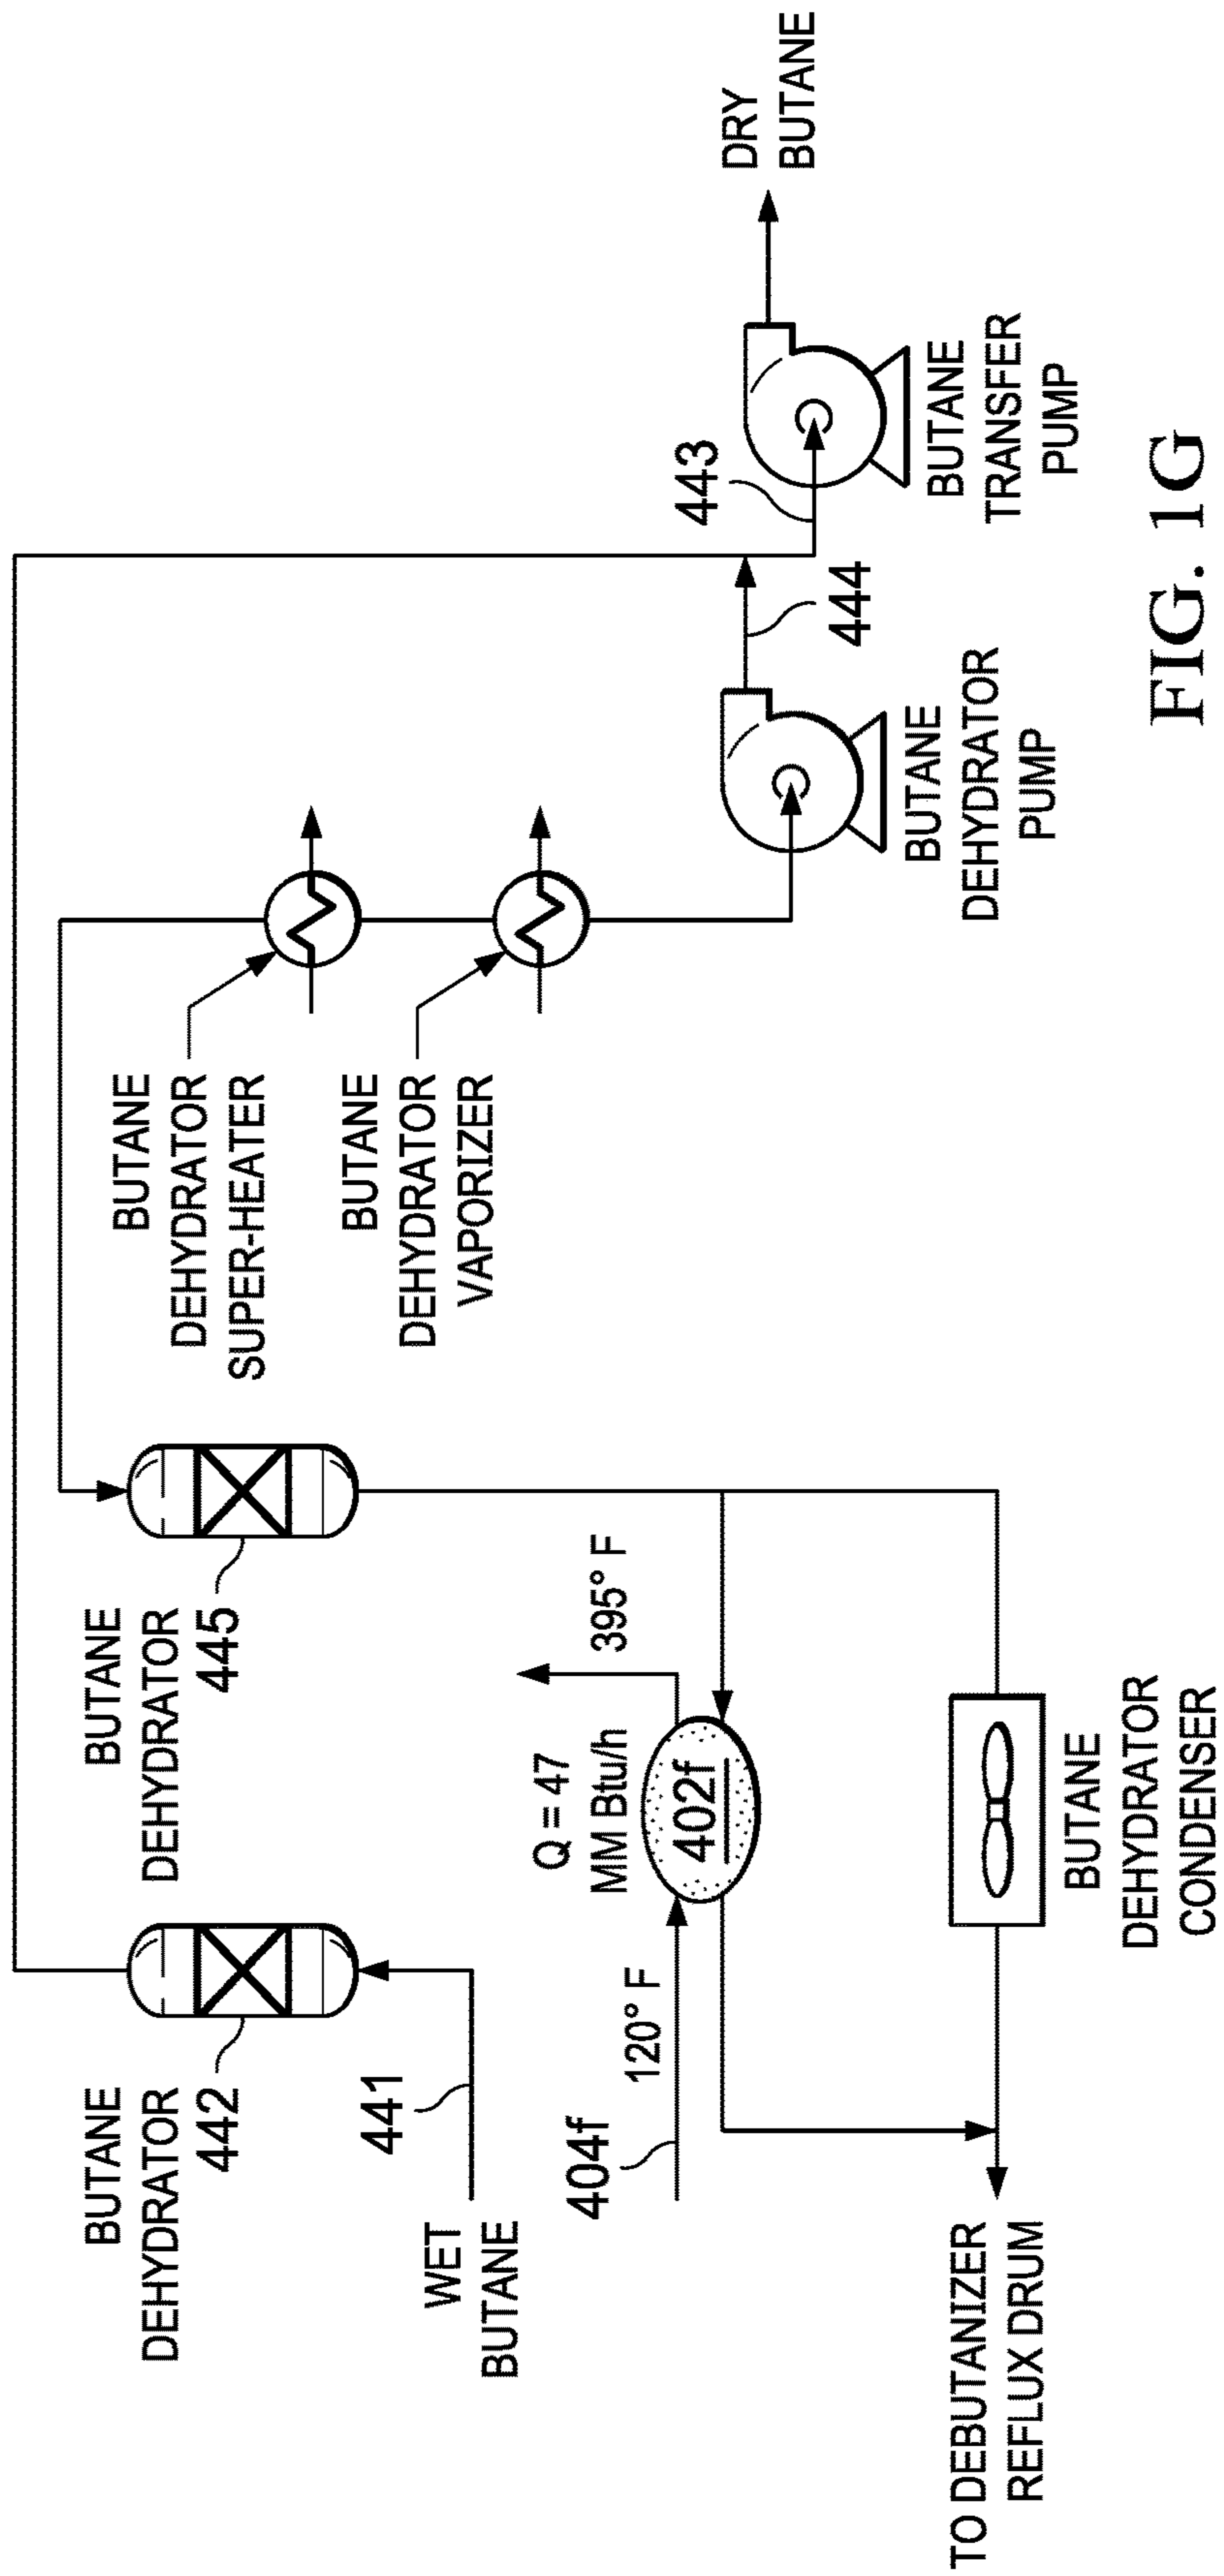 BUTANE
DEHYDRATOR
442
BUTANE
DEHYDRATOR
445
BUTANE
DEHYDRATOR
SUPER-HEATER
BUTANE
DEHYDRATOR
VAPORIZER
WET
BUTANE
441
404f
120° F
Q = 47
MM Btu/h
402f
395° F
444
443
DRY
BUTANE
BUTANE
DEHYDRATOR
PUMP
BUTANE
TRANSFER
PUMP
TO DEBUTANIZER
REFLUX DRUM
BUTANE
DEHYDRATOR
CONDENSER
FIG. 1G